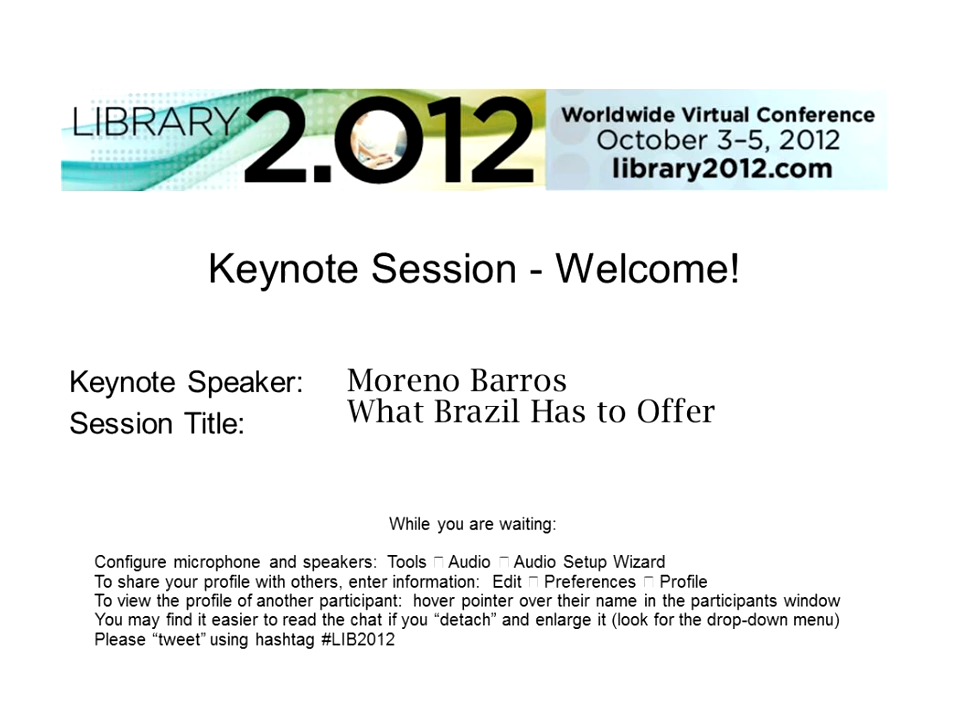 LIBRARY 2.012
Worldwide Virtual Conference
October 3–5, 2012
library2012.com
Keynote Session - Welcome!
Keynote Speaker: Moreno Barros
Session Title: What Brazil Has to Offer
While you are waiting:
Configure microphone and speakers: Tools □ Audio □ Audio Setup Wizard
To share your profile with others, enter information: Edit □ Preferences □ Profile
To view the profile of another participant: hover pointer over their name in the participants window
You may find it easier to read the chat if you “detach” and enlarge it (look for the drop-down menu)
Please “tweet” using hashtag #LIB2012